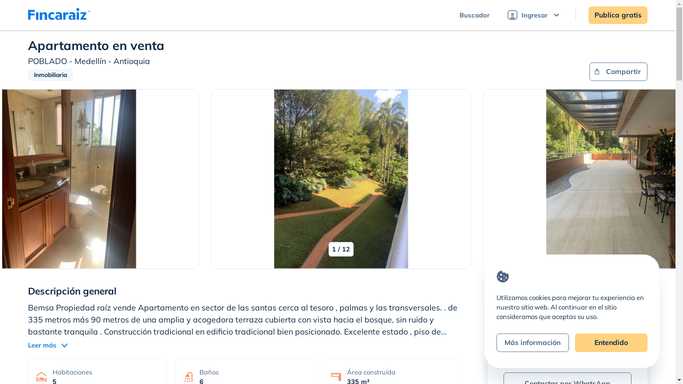 Fincaraiz
Buscador
Ingresar
Publica gratis
Apartamento en venta
POBLADO - Medellín - Antioquia
Inmobiliaria
Compartir
1 / 12
Descripción general
Bemsa Propiedad raíz vende Apartamento en sector de las santas cerca al tesoro , palmas y las transversales. . de
335 metros más 90 metros de una amplia y acogedora terraza cubierta con vista hacia el bosque, sin ruido y
bastante tranquila . Construcción tradicional en edificio tradicional bien posicionado. Excelente estado , piso de...
Leer más
Habitaciones
5
Baños
6
Área construida
335 m²
Utilizamos cookies para mejorar tu experiencia en
nuestro sitio web. Al continuar en el sitio
consideramos que aceptas su uso.
Más información
Entendido
Contactar por WhatsApp